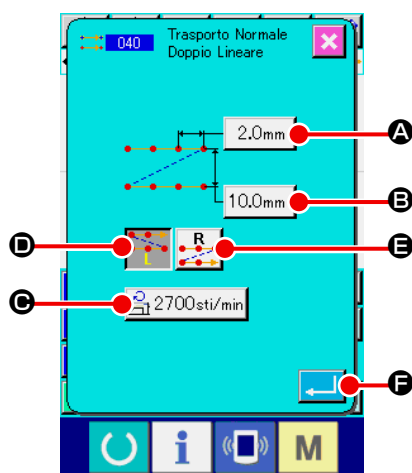 040
Trasporto Normale
Doppio Lineare
2.0mm
A
10.0mm
B
D
L
R
E
C
2700sti/min
F
i
M